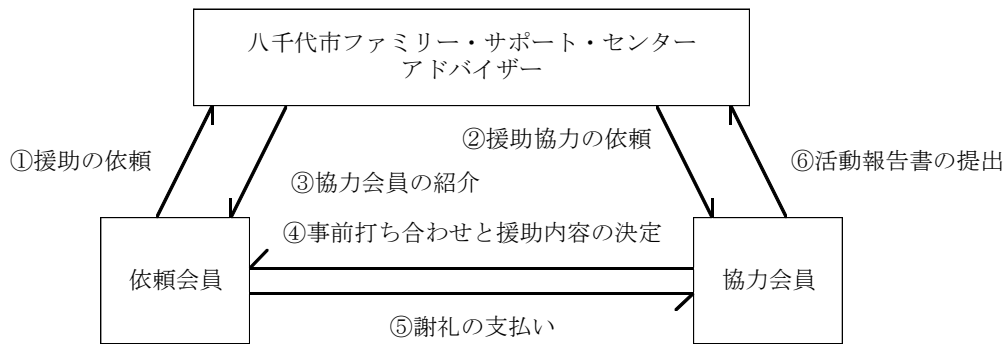 八千代市ファミリー・サポート・センター
アドバイザー
①援助の依頼
②援助協力の依頼
⑥活動報告書の提出
③協力会員の紹介
④事前打ち合わせと援助内容の決定
依頼会員
協力会員
⑤謝礼の支払い